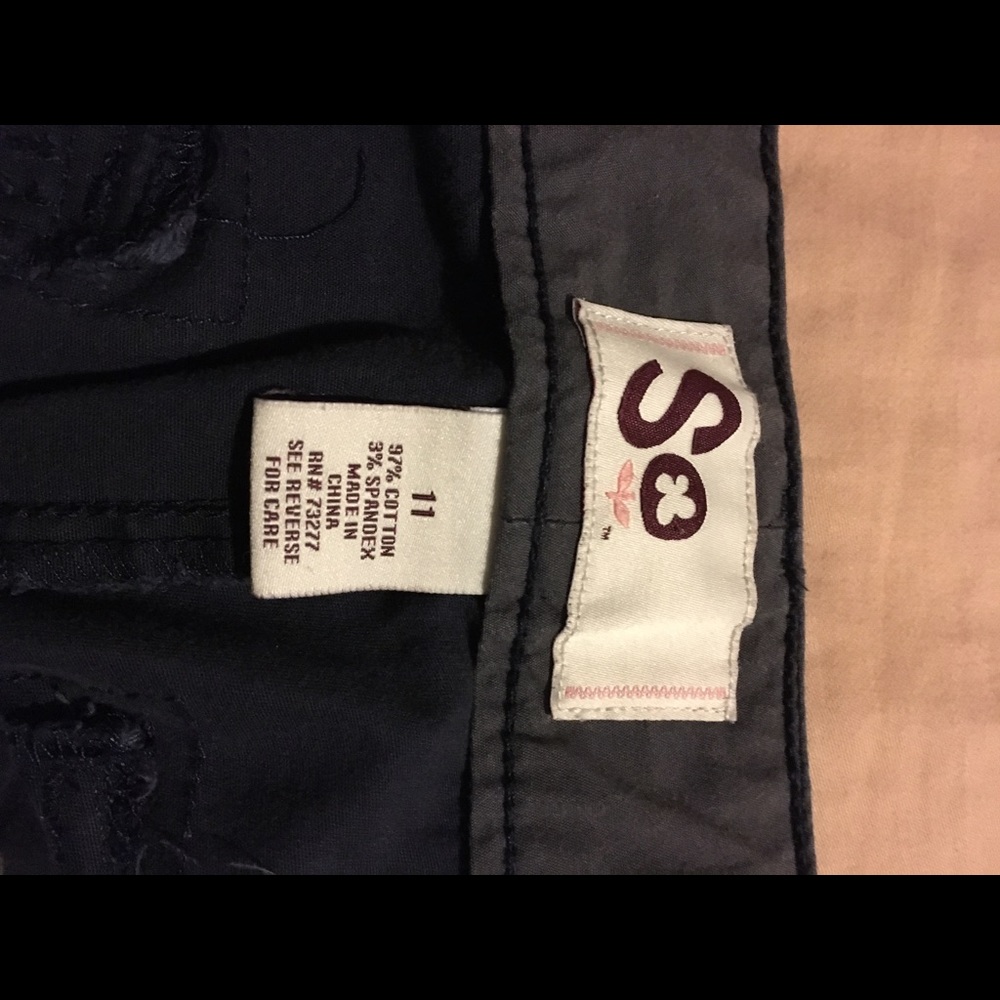 So
™
11
97% COTTON
3% SPANDEX
MADE IN
CHINA
RN# 73277
SEE REVERSE
FOR CARE